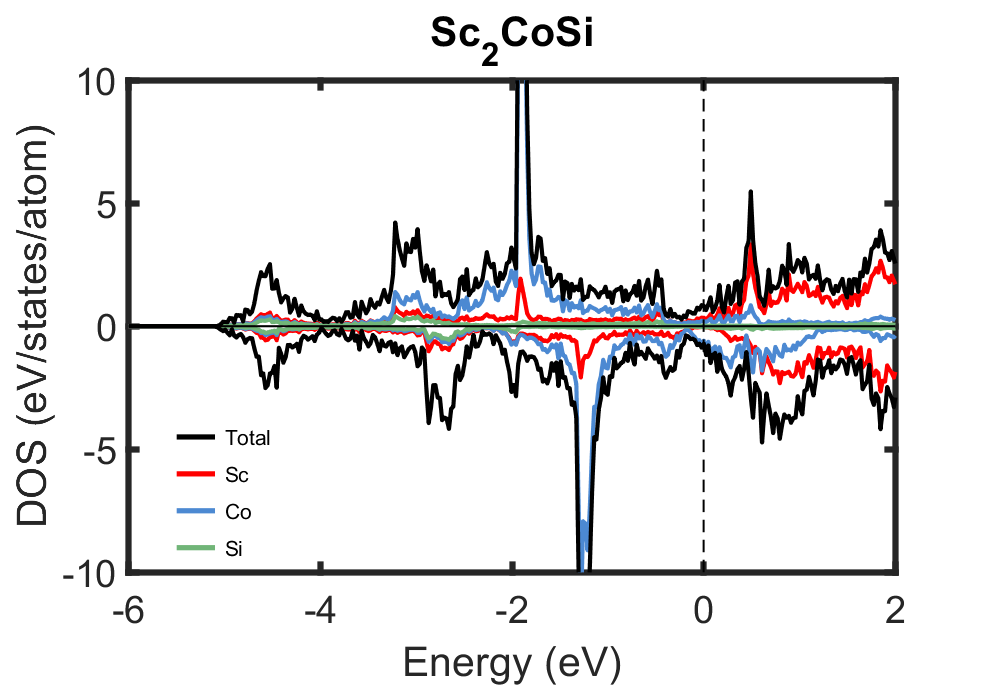 Sc2CoSi
10
5
0
-5
-10
DOS (eV/states/atom)
Total
Sc
Co
Si
-6 -4 -2 0 2
Energy (eV)